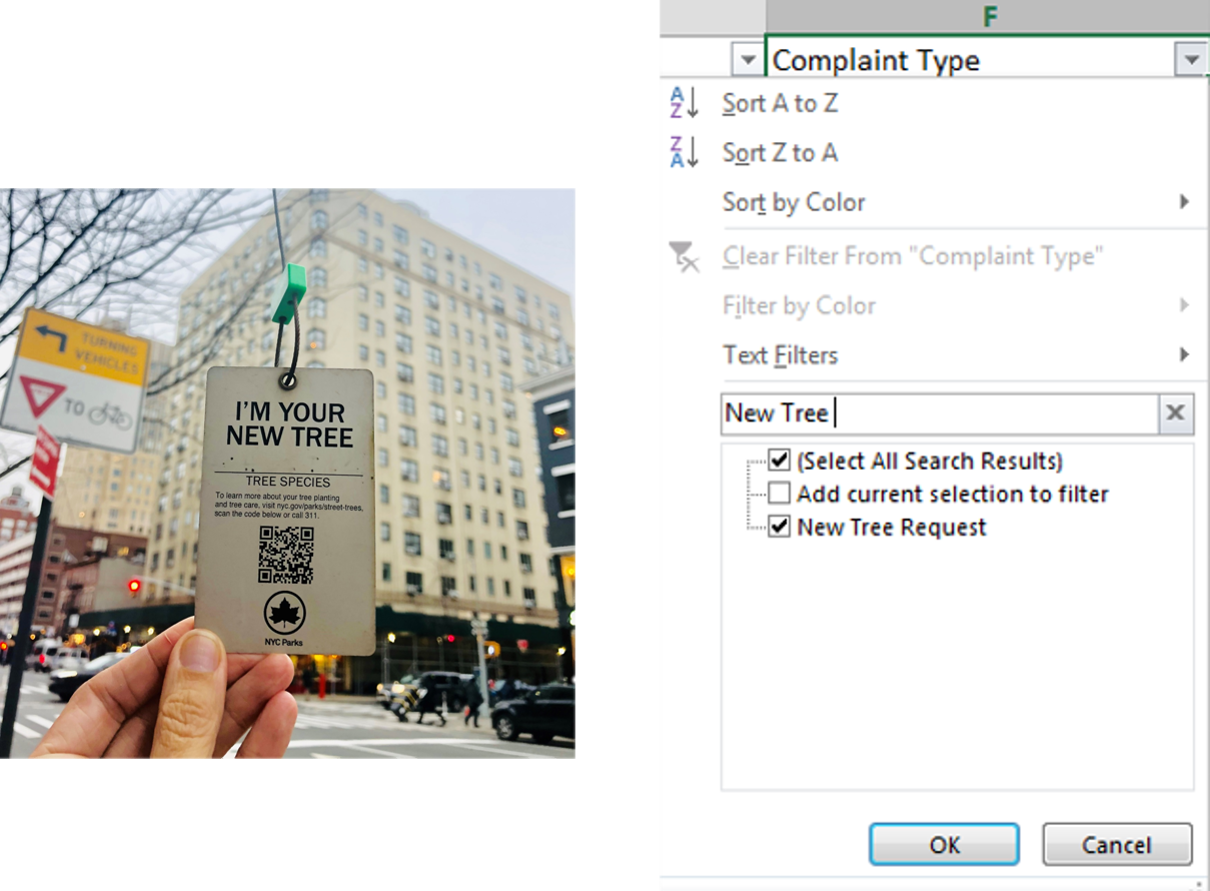 TURNING
VEHICLES
TO
I'M YOUR
NEW TREE
TREE SPECIES
To learn more about your tree planting
and tree care, visit nyc.gov/parks/street-trees,
scan the code below or call 311.
NYC Parks
F
Complaint Type
Sort A to Z
Sort Z to A
Sort by Color
Clear Filter From "Complaint Type"
Filter by Color
Text Filters
New Tree
(Select All Search Results)
Add current selection to filter
New Tree Request
OK
Cancel